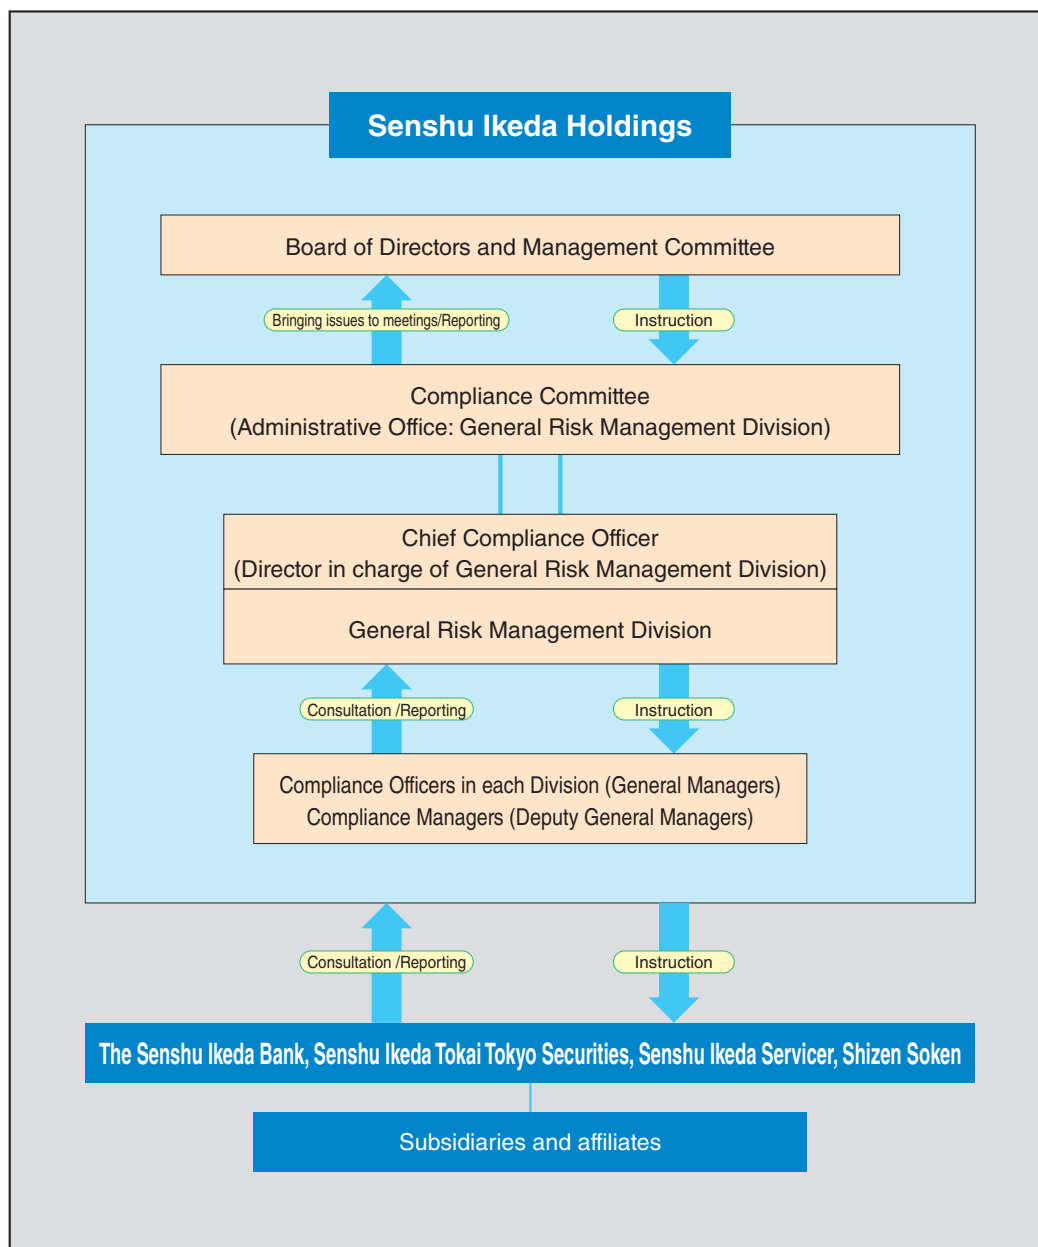 Senshu Ikeda Holdings
Board of Directors and Management Committee
Bringing issues to meetings/Reporting
Instruction
Compliance Committee
(Administrative Office: General Risk Management Division)
Chief Compliance Officer
(Director in charge of General Risk Management Division)
General Risk Management Division
Consultation /Reporting
Instruction
Compliance Officers in each Division (General Managers)
Compliance Managers (Deputy General Managers)
Consultation /Reporting
Instruction
The Senshu Ikeda Bank, Senshu Ikeda Tokai Tokyo Securities, Senshu Ikeda Servicer, Shizen Soken
Subsidiaries and affiliates